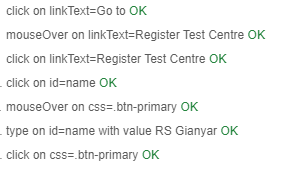 click on linkText=Go to OK
mouseOver on linkText=Register Test Centre OK
click on linkText=Register Test Centre OK
. click on id=name OK
. mouseOver on css=.btn-primary OK
. type on id=name with value RS Gianyar OK
. click on css=.btn-primary OK